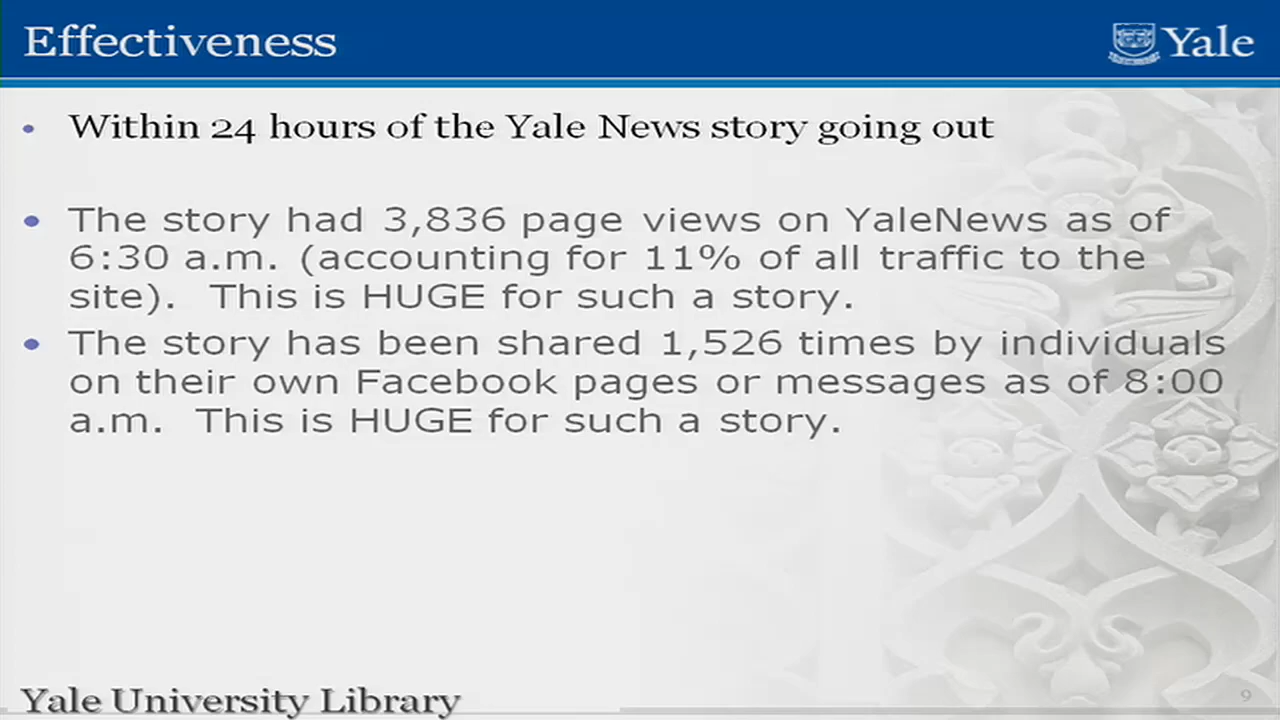 Effectiveness
Yale
• Within 24 hours of the Yale News story going out
• The story had 3,836 page views on YaleNews as of
6:30 a.m. (accounting for 11% of all traffic to the
site). This is HUGE for such a story.
• The story has been shared 1,526 times by individuals
on their own Facebook pages or messages as of 8:00
a.m. This is HUGE for such a story.
Yale University Library
9